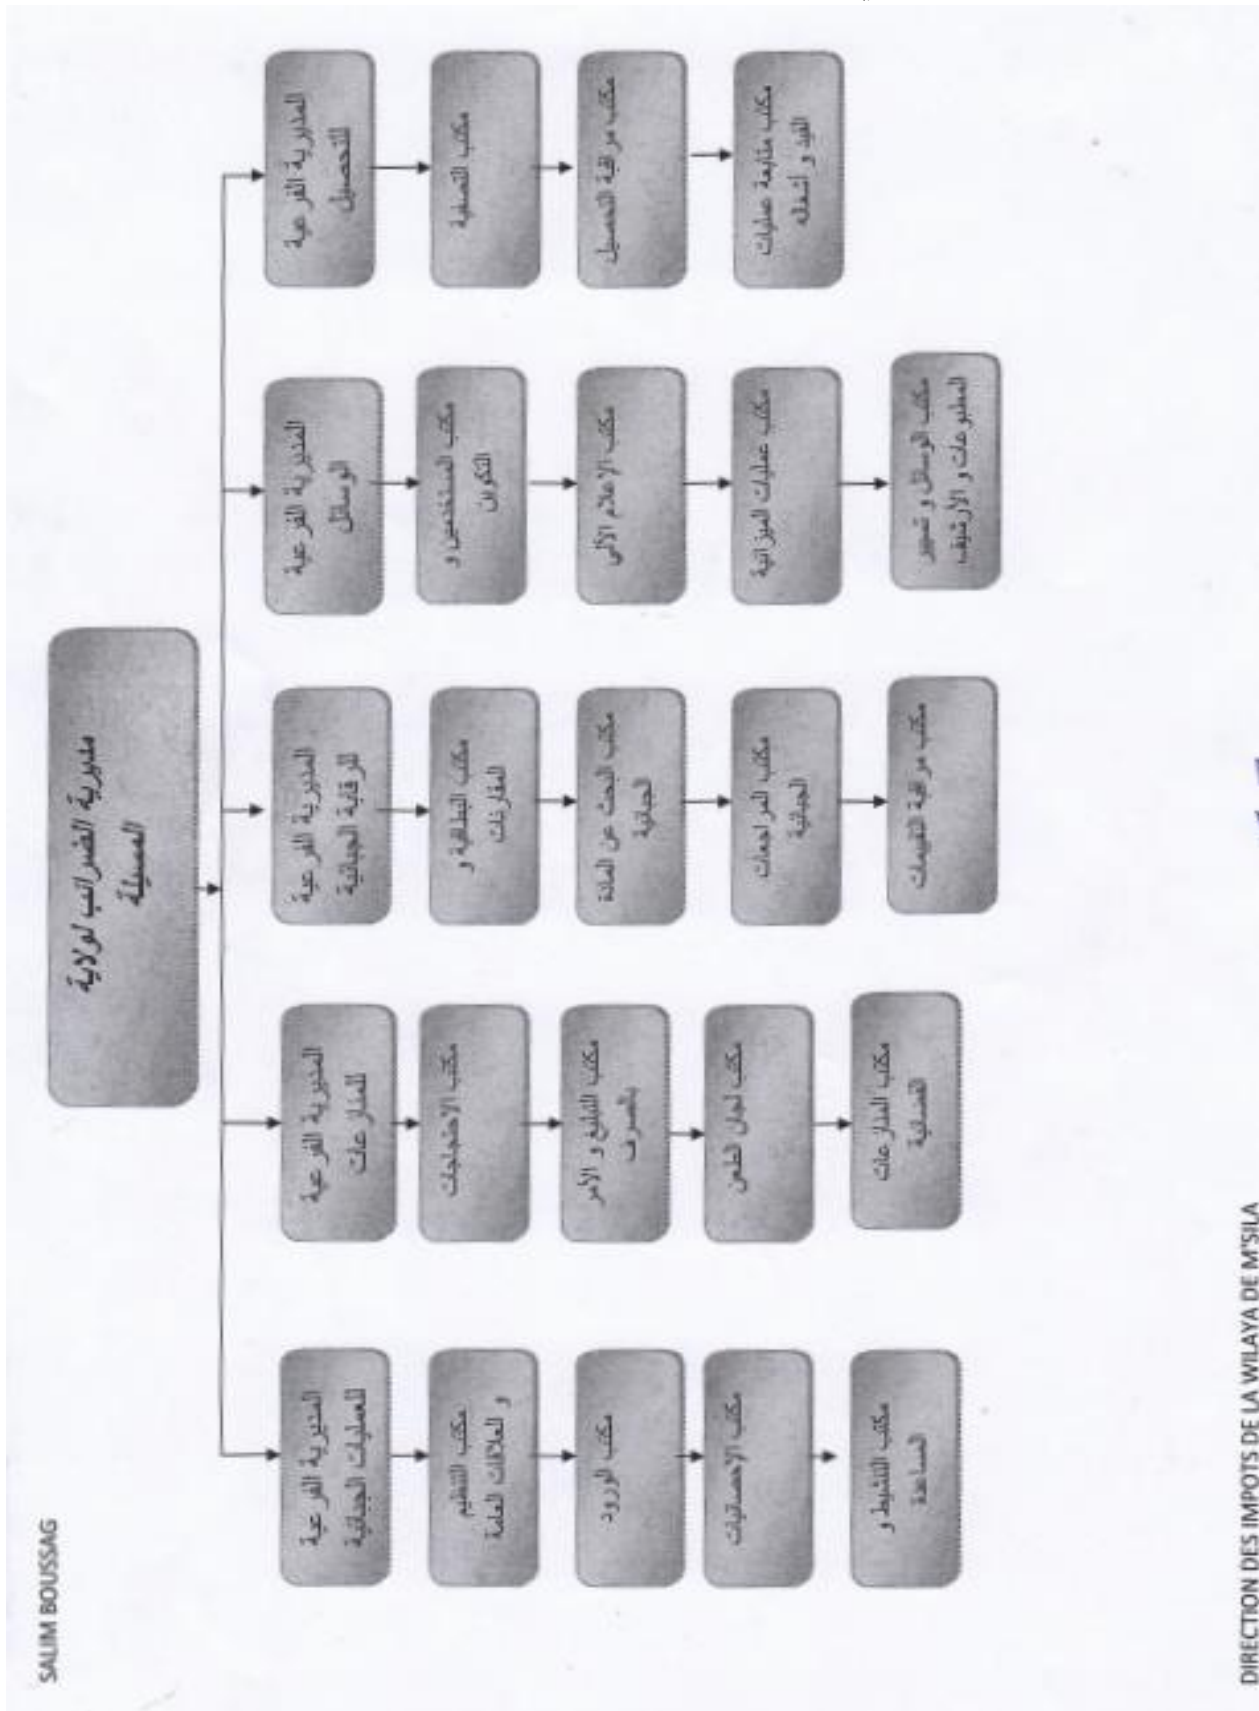 SALIM BOUSSAG
مديرية الضرائب لولاية
المسيلة
المديرية الفرعية
للتحصيل
مكتب التصفية
مكتب مراقبة التحصيل
مكتب متابعة عمليات
القيد و أشغاله
المديرية الفرعية
الوسائل
مكتب المستخدمين و
التكوين
مكتب الإعلام الآلي
مكتب عمليات الميزانية
مكتب الوسائل و تسيير
المطبوعات و الأرشيف
المديرية الفرعية
للرقابة الجبائية
مكتب البطاقية و
المقارنات
مكتب البحث عن المادة
الجبائية
مكتب المراجعات
الجبائية
مكتب مراقبة التقييمات
المديرية الفرعية
للمنازعات
مكتب الاحتجاجات
مكتب التبليغ و الأمر
بالصرف
مكتب لجان الطعن
مكتب المنازعات
القضائية
المديرية الفرعية
للعمليات الجبائية
مكتب التنظيم
و العلاقات العامة
مكتب الورود
مكتب الإحصائيات
مكتب التنشيط و
المساعدة
DIRECTION DES IMPOTS DE LA WILAYA DE M'SILA